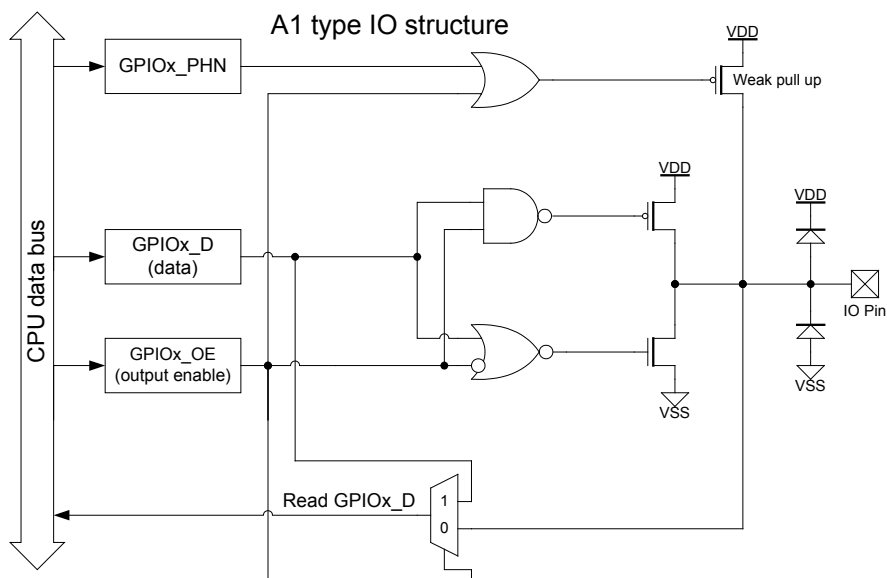 A1 type IO structure
VDD
GPIOx_PHN
Weak pull up
VDD
VDD
GPIOx_D
(data)
CPU data bus
IO Pin
GPIOx_OE
(output enable)
VSS
VSS
Read GPIOx_D
1
0